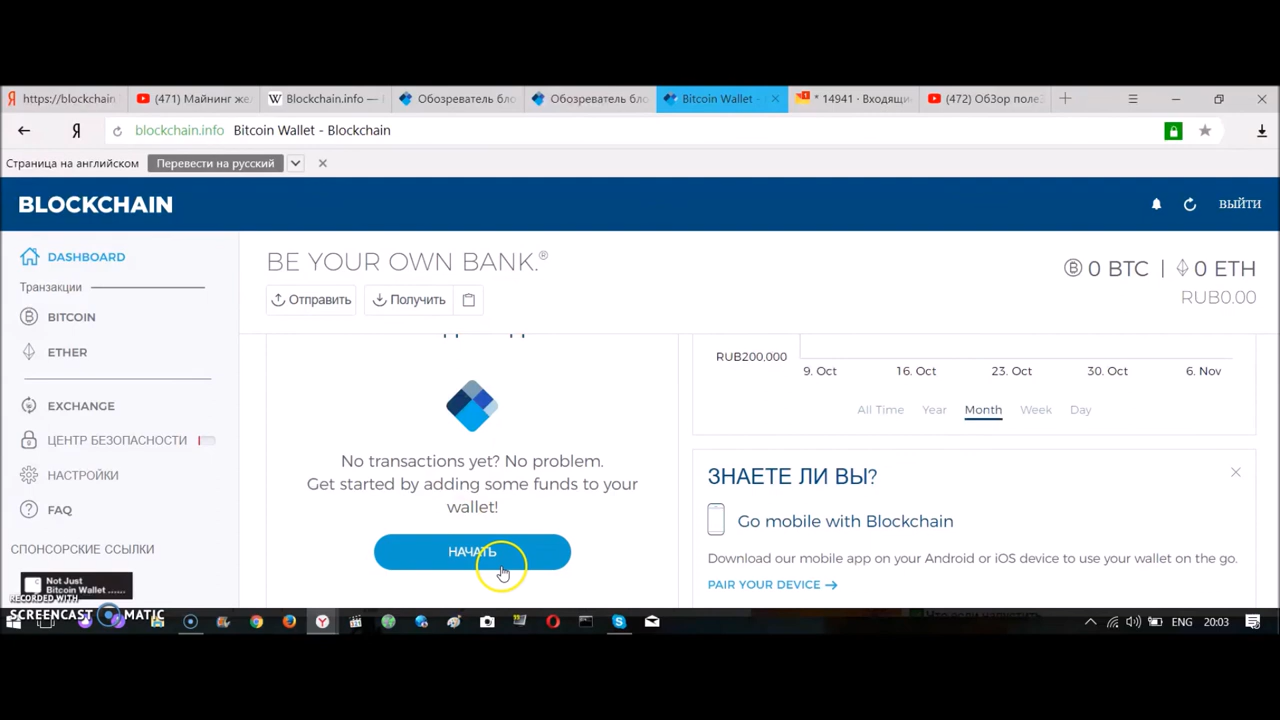 https://blockchain
(471) Майнинг же
Blockchain.info —
Обозреватель бло
Обозреватель бло
Bitcoin Wallet -
* 14941 · Входящи
(472) Обзор поле
blockchain.info Bitcoin Wallet - Blockchain
Страница на английском
Перевести на русский
BLOCKCHAIN
ВЫЙТИ
DASHBOARD
Транзакции
BITCOIN
ETHER
EXCHANGE
ЦЕНТР БЕЗОПАСНОСТИ
НАСТРОЙКИ
FAQ
СПОНСОРСКИЕ ССЫЛКИ
Not Just
Bitcoin Wallet ......
BE YOUR OWN BANK.®
Отправить
Получить
0 BTC | 0 ETH
RUB0.00
No transactions yet? No problem.
Get started by adding some funds to your
wallet!
НАЧАТЬ
RUB200,000
9. Oct 16. Oct 23. Oct 30. Oct 6. Nov
All Time Year Month Week Day
ЗНАЕТЕ ЛИ ВЫ?
Go mobile with Blockchain
Download our mobile app on your Android or iOS device to use your wallet on the go.
PAIR YOUR DEVICE →
RECORDED WITH
SCREENCAST MATIC
ENG 20:03